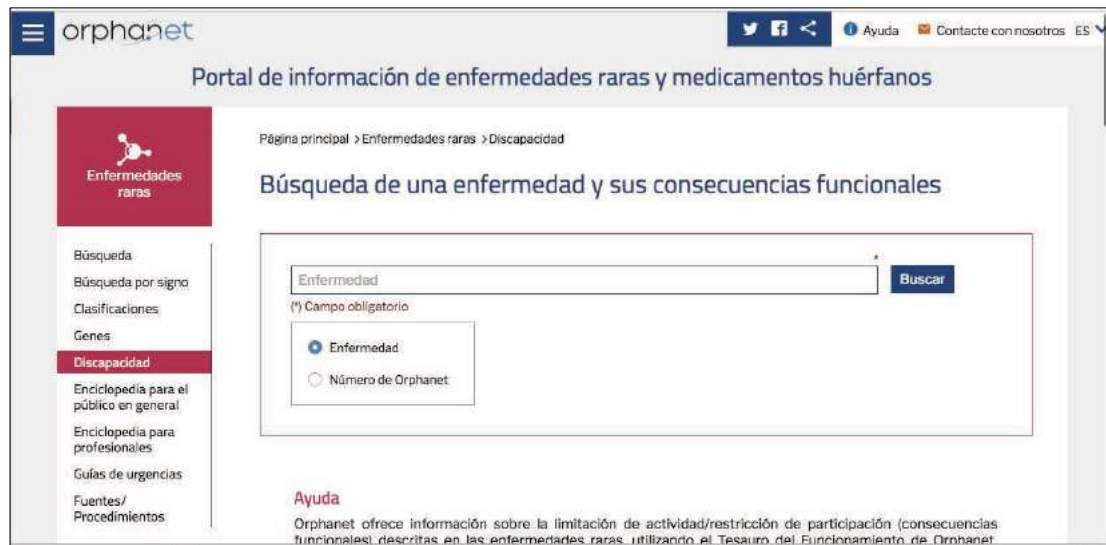 orphanet
Ayuda
Contacte con nosotros
ES
Portal de información de enfermedades raras y medicamentos huérfanos
Enfermedades
raras
Página principal > Enfermedades raras > Discapacidad
Búsqueda de una enfermedad y sus consecuencias funcionales
Búsqueda
Búsqueda por signo
Clasificaciones
Genes
Discapacidad
Enciclopedia para el
público en general
Enciclopedia para
profesionales
Guías de urgencias
Fuentes/
Procedimientos
*
Enfermedad
Buscar
(*) Campo obligatorio
Enfermedad
Número de Orphanet
Ayuda
Orphanet ofrece información sobre la limitación de actividad/restricción de participación (consecuencias
funcionales) descritas en las enfermedades raras, utilizando el Tesauro del Funcionamiento de Orphanet,